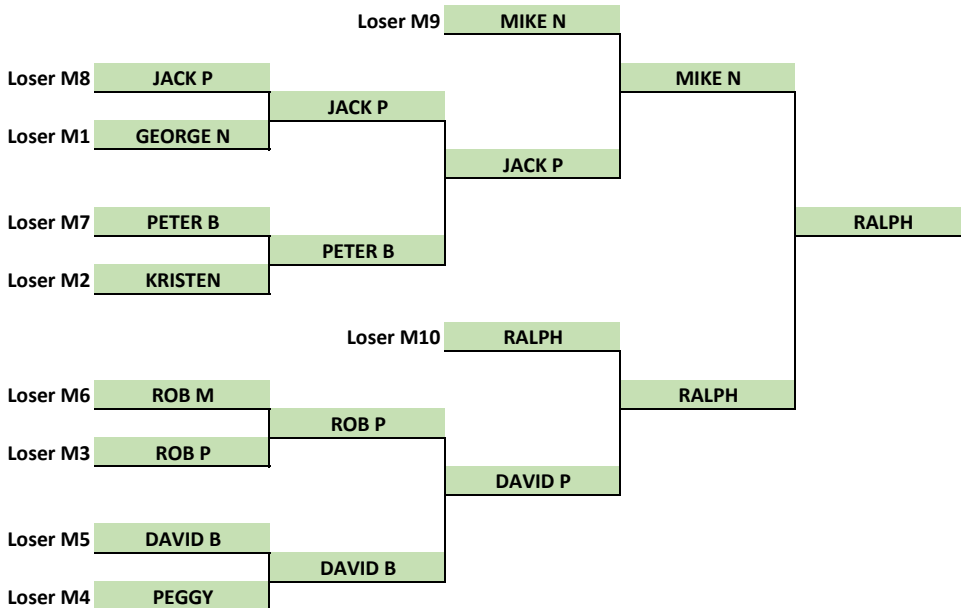 Loser M9 MIKE N
Loser M8 JACK P MIKE N
JACK P
Loser M1 GEORGE N
JACK P
Loser M7 PETER B RALPH
PETER B
Loser M2 KRISTEN
Loser M10 RALPH
Loser M6 ROB M RALPH
ROB P
Loser M3 ROB P
DAVID P
Loser M5 DAVID B
DAVID B
Loser M4 PEGGY